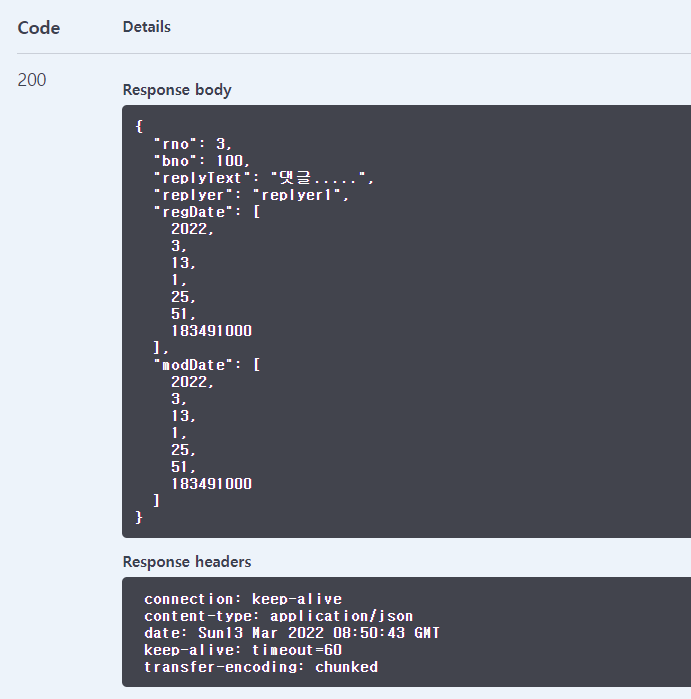 Code Details
200
Response body
{
  "rno": 3,
  "bno": 100,
  "replyText": "댓글.....",
  "replyer": "replyer1",
  "regDate": [
    2022,
    3,
    13,
    1,
    25,
    51,
    183491000
  ],
  "modDate": [
    2022,
    3,
    13,
    1,
    25,
    51,
    183491000
  ]
}
Response headers
connection: keep-alive
content-type: application/json
date: Sun13 Mar 2022 08:50:43 GMT
keep-alive: timeout=60
transfer-encoding: chunked